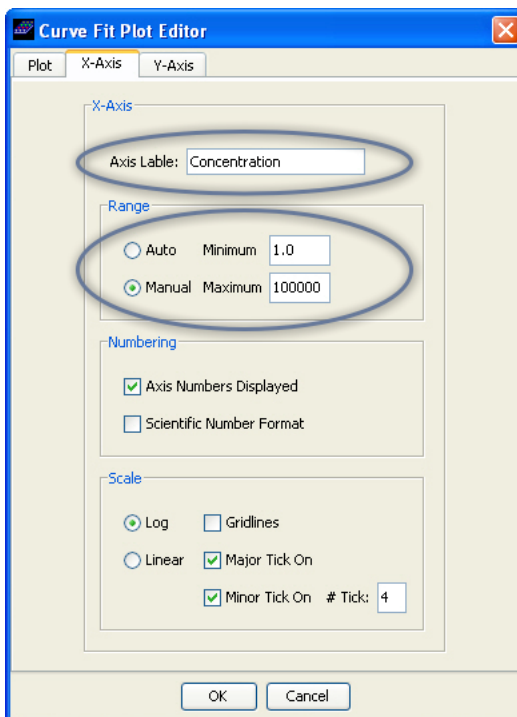 Curve Fit Plot Editor
Plot X-Axis Y-Axis
X-Axis
Axis Lable: Concentration
Range
Auto Minimum 1.0
Manual Maximum 100000
Numbering
Axis Numbers Displayed
Scientific Number Format
Scale
Log Gridlines
Linear Major Tick On
Minor Tick On # Tick: 4
OK Cancel